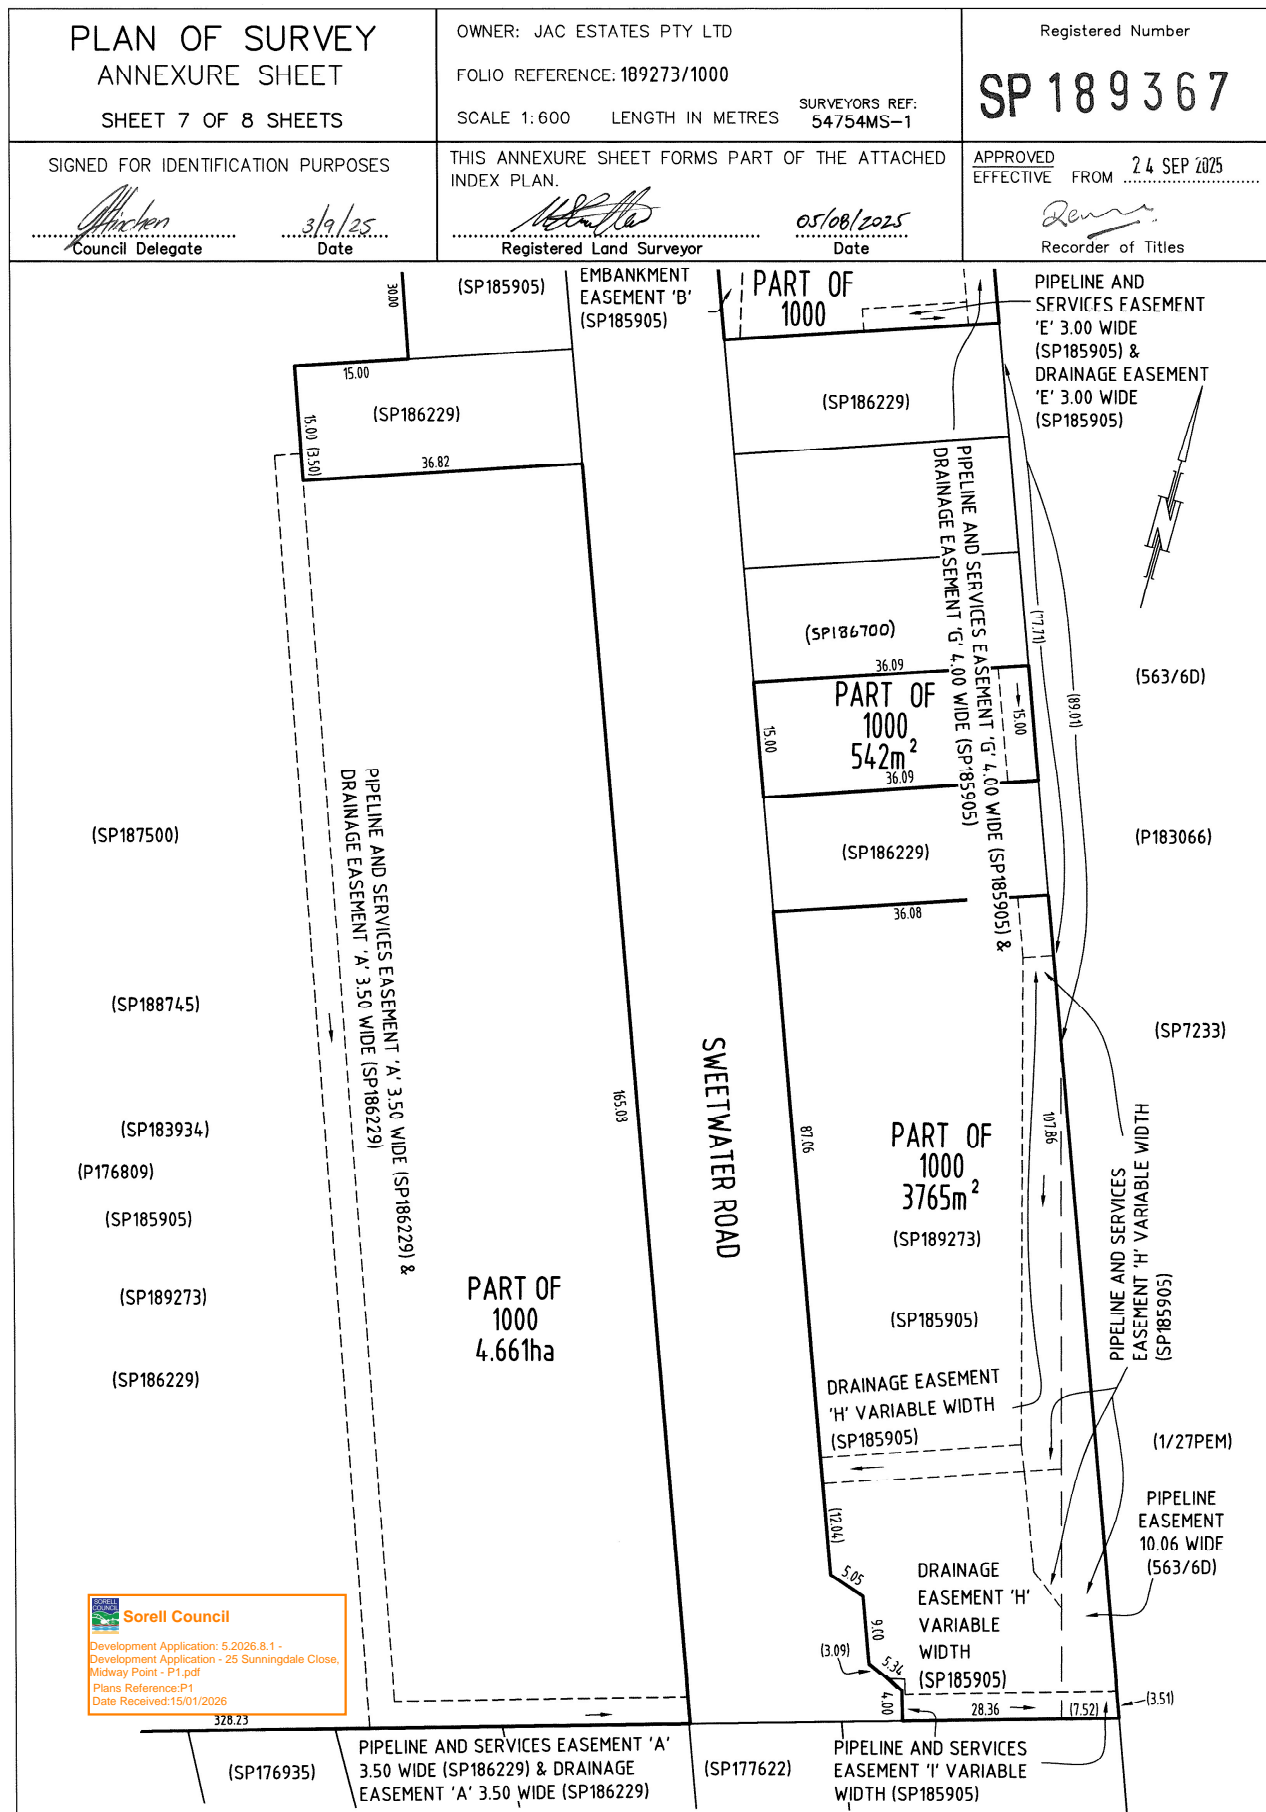 PLAN OF SURVEY
ANNEXURE SHEET
SHEET 7 OF 8 SHEETS
OWNER: JAC ESTATES PTY LTD
FOLIO REFERENCE: 189273/1000
SCALE 1:600 LENGTH IN METRES
SURVEYORS REF:
54754MS-1
Registered Number
SP 189367
SIGNED FOR IDENTIFICATION PURPOSES
3/9/25
Council Delegate Date
THIS ANNEXURE SHEET FORMS PART OF THE ATTACHED
INDEX PLAN.
05/08/2025
Registered Land Surveyor Date
APPROVED
EFFECTIVE FROM 24 SEP 2025
Recorder of Titles
30.00
(SP185905)
EMBANKMENT
EASEMENT 'B'
(SP185905)
PART OF
1000
PIPELINE AND
SERVICES EASEMENT
'E' 3.00 WIDE
(SP185905) &
DRAINAGE EASEMENT
'E' 3.00 WIDE
(SP185905)
15.00
(SP186229)
15.00 (3.50)
36.82
(SP186229)
PIPELINE AND SERVICES EASEMENT 'G' 4.00 WIDE (SP185905) &
DRAINAGE EASEMENT 'G' 4.00 WIDE (SP185905)
(77.71)
(89.01)
(SP186700)
36.09
PART OF
1000
542m²
36.09
15.00
15.00
(563/6D)
(SP187500)
PIPELINE AND SERVICES EASEMENT 'A' 3.50 WIDE (SP186229) &
DRAINAGE EASEMENT 'A' 3.50 WIDE (SP186229)
(SP186229)
(P183066)
36.08
(SP188745)
(SP7233)
SWEETWATER ROAD
165.03
87.06
107.86
(SP183934)
(P176809)
(SP185905)
(SP189273)
(SP186229)
PART OF
1000
3765m²
(SP189273)
(SP185905)
PIPELINE AND SERVICES
EASEMENT 'H' VARIABLE WIDTH
(SP185905)
PART OF
1000
4.661ha
DRAINAGE EASEMENT
'H' VARIABLE WIDTH
(SP185905)
(1/27PEM)
PIPELINE
EASEMENT
10.06 WIDE
(563/6D)
(12.04)
5.05
9.00
(3.09)
5.34
4.00
DRAINAGE
EASEMENT 'H'
VARIABLE
WIDTH
(SP185905)
28.36
(7.52)
(3.51)
SORELL
COUNCIL
Sorell Council
Development Application: 5.2026.8.1 -
Development Application - 25 Sunningdale Close,
Midway Point - P1.pdf
Plans Reference:P1
Date Received:15/01/2026
328.23
(SP176935)
PIPELINE AND SERVICES EASEMENT 'A'
3.50 WIDE (SP186229) & DRAINAGE
EASEMENT 'A' 3.50 WIDE (SP186229)
(SP177622)
PIPELINE AND SERVICES
EASEMENT 'I' VARIABLE
WIDTH (SP185905)